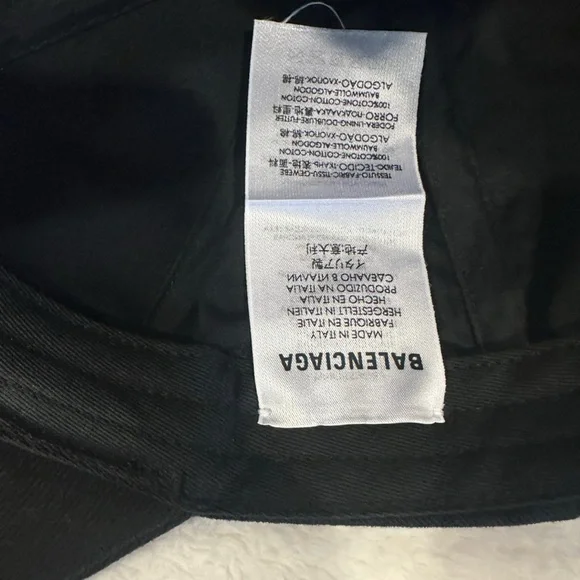 BALENCIAGA
MADE IN ITALY
FABRIQUE EN ITALIE
HERGESTELLT IN ITALIEN
HECHO EN ITALIA
PRODUZIDO NA ITALIA
СДЕЛАНО В ИТАЛИИ
イタリア製
产地:意大利
TESSUTO-FABRIC-TISSU-GEWEBE
TEJIDO-TECIDO-ТКАНЬ-表地-面料
100%COTONE-COTTON-COTON
BAUMWOLLE-ALGODON
ALGODÃO-ХЛОПОК-綿-棉
FODERA-LINING-DOUBLURE-FUTTER
FORRO-ПОДКЛАДКА-裏地-里料
100%COTONE-COTTON-COTON
BAUMWOLLE-ALGODON
ALGODÃO-ХЛОПОК-綿-棉